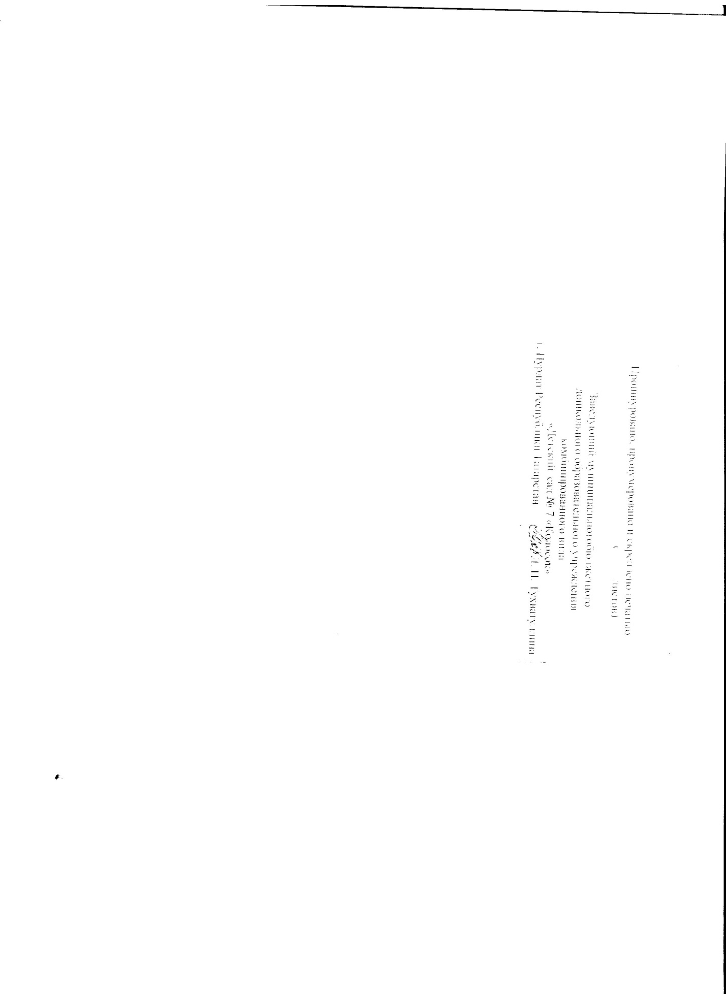 Прошнуровано, пронумеровано и скреплено печатью
( листов)
Заведующий муниципального бюджетного
дошкольного образовательного учреждения
комбинированного вида
«Детский сад № 7 «Колосок»
г. Нурлат Республики Татарстан